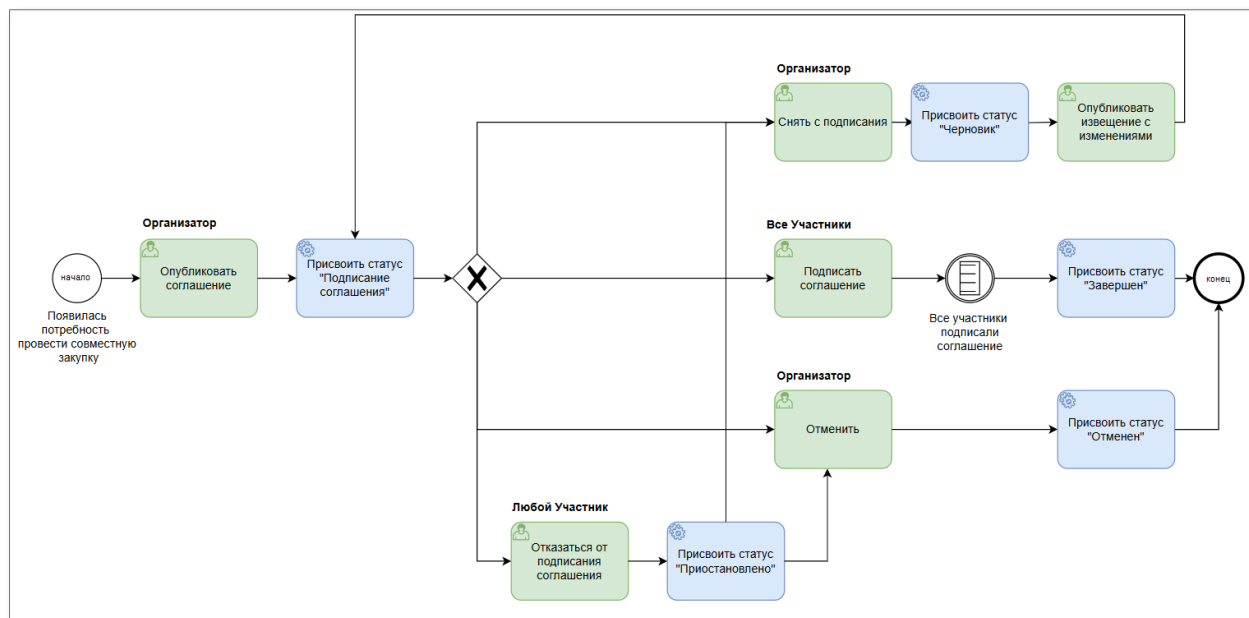 Организатор
Снять с подписания
Присвоить статус
"Черновик"
Опубликовать
извещение с
изменениями
Организатор
Все Участники
начало
Опубликовать
соглашение
Присвоить статус
"Подписание
соглашения"
Подписать
соглашение
Присвоить статус
"Завершен"
конец
Появилась
потребность
провести совместную
закупку
Все участники
подписали
соглашение
Организатор
Отменить
Присвоить статус
"Отменен"
Любой Участник
Отказаться от
подписания
соглашения
Присвоить статус
"Приостановлено"